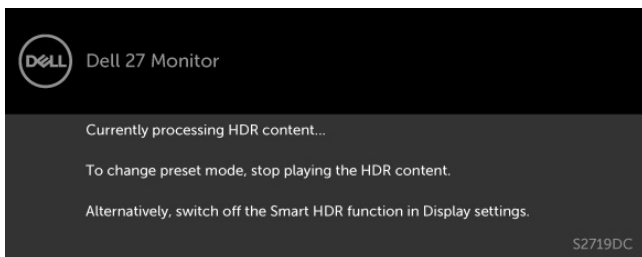 DELL
Dell 27 Monitor
Currently processing HDR content...
To change preset mode, stop playing the HDR content.
Alternatively, switch off the Smart HDR function in Display settings.
S2719DC